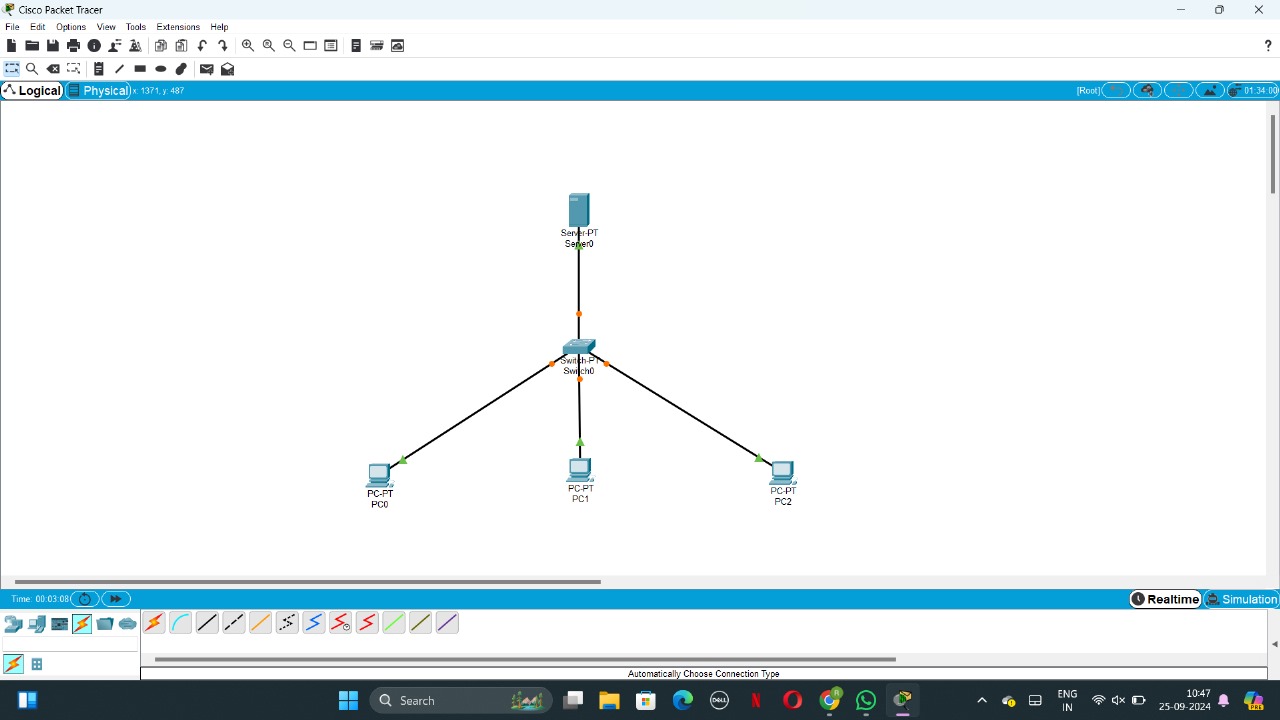 Cisco Packet Tracer
File Edit Options View Tools Extensions Help
?
Logical Physical x: 1371, y: 487 [Root] 01:34:00
Server-PT
Server0
Switch-PT
Switch0
PC-PT
PC0
PC-PT
PC1
PC-PT
PC2
Time: 00:03:08 Realtime Simulation
Automatically Choose Connection Type
Search DELL N ENG
IN 10:47
25-09-2024 PRE